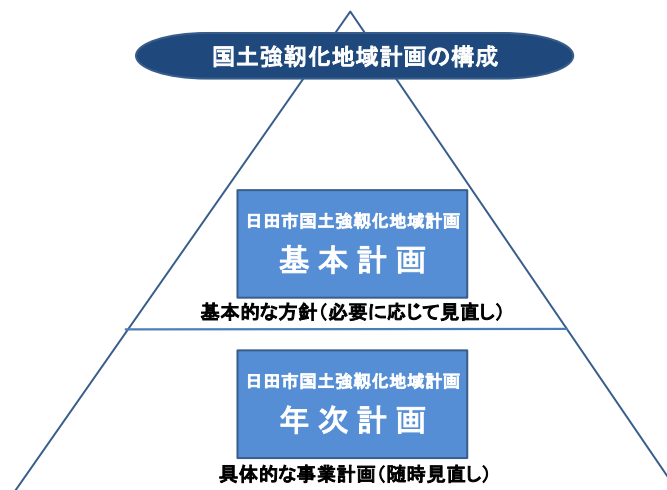 国土強靭化地域計画の構成
日田市国土強靱化地域計画
基本計画
基本的な方針（必要に応じて見直し）
日田市国土強靱化地域計画
年次計画
具体的な事業計画（随時見直し）